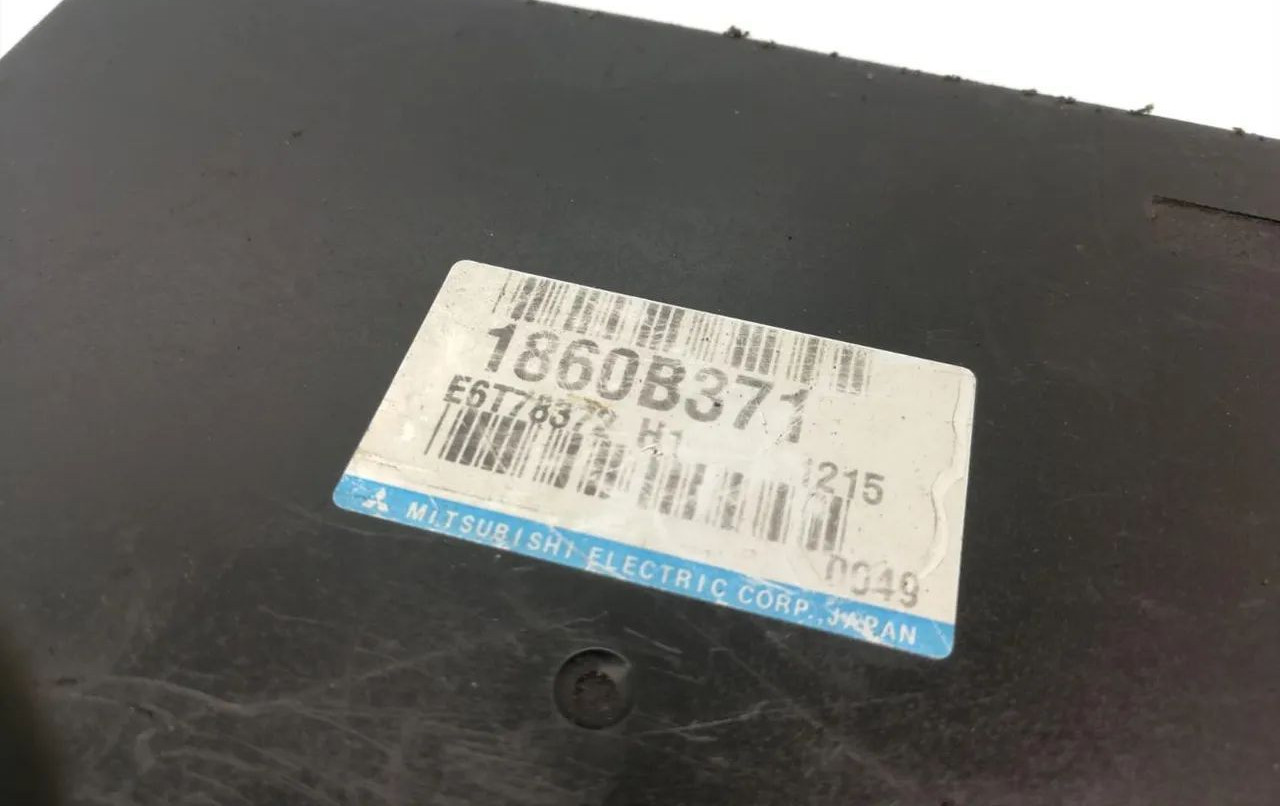 1860B371
E6T78372 H1
1215
0049
MITSUBISHI ELECTRIC CORP., JAPAN